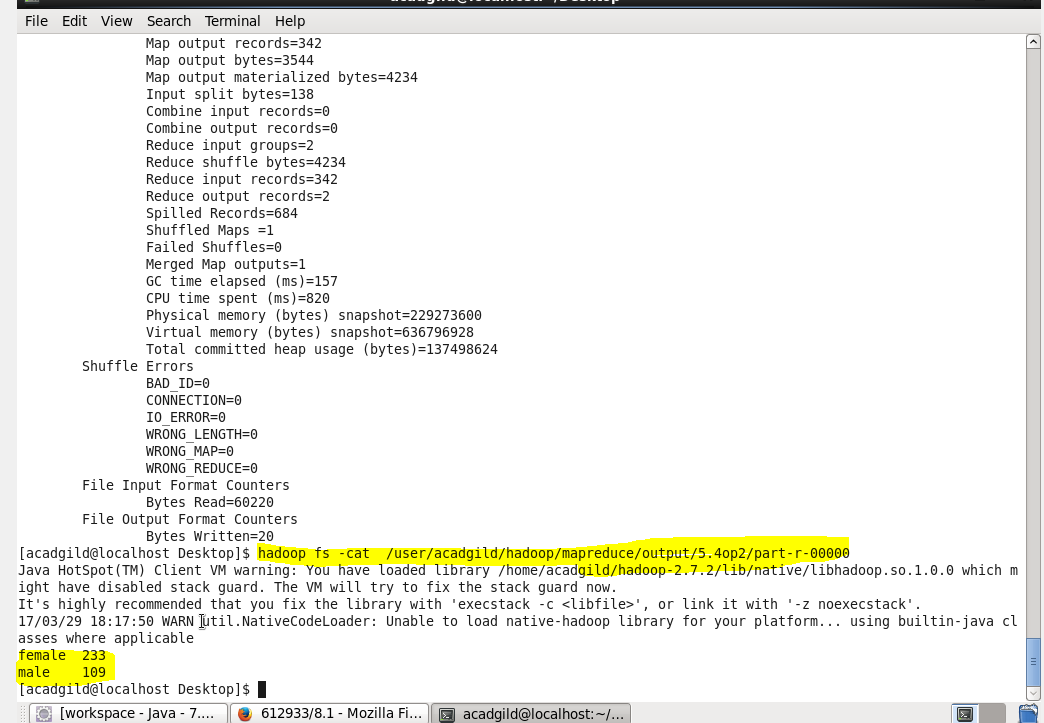 File Edit View Search Terminal Help
Map output records=342
Map output bytes=3544
Map output materialized bytes=4234
Input split bytes=138
Combine input records=0
Combine output records=0
Reduce input groups=2
Reduce shuffle bytes=4234
Reduce input records=342
Reduce output records=2
Spilled Records=684
Shuffled Maps =1
Failed Shuffles=0
Merged Map outputs=1
GC time elapsed (ms)=157
CPU time spent (ms)=820
Physical memory (bytes) snapshot=229273600
Virtual memory (bytes) snapshot=636796928
Total committed heap usage (bytes)=137498624
Shuffle Errors
BAD_ID=0
CONNECTION=0
IO_ERROR=0
WRONG_LENGTH=0
WRONG_MAP=0
WRONG_REDUCE=0
File Input Format Counters
Bytes Read=60220
File Output Format Counters
Bytes Written=20
[acadgild@localhost Desktop]$ hadoop fs -cat  /user/acadgild/hadoop/mapreduce/output/5.4op2/part-r-00000
Java HotSpot(TM) Client VM warning: You have loaded library /home/acadgild/hadoop-2.7.2/lib/native/libhadoop.so.1.0.0 which m
ight have disabled stack guard. The VM will try to fix the stack guard now.
It's highly recommended that you fix the library with 'execstack -c <libfile>', or link it with '-z noexecstack'.
17/03/29 18:17:50 WARN util.NativeCodeLoader: Unable to load native-hadoop library for your platform... using builtin-java cl
asses where applicable
female  233
male    109
[acadgild@localhost Desktop]$
[workspace - Java - 7.... 612933/8.1 - Mozilla Fi... acadgild@localhost:~/...